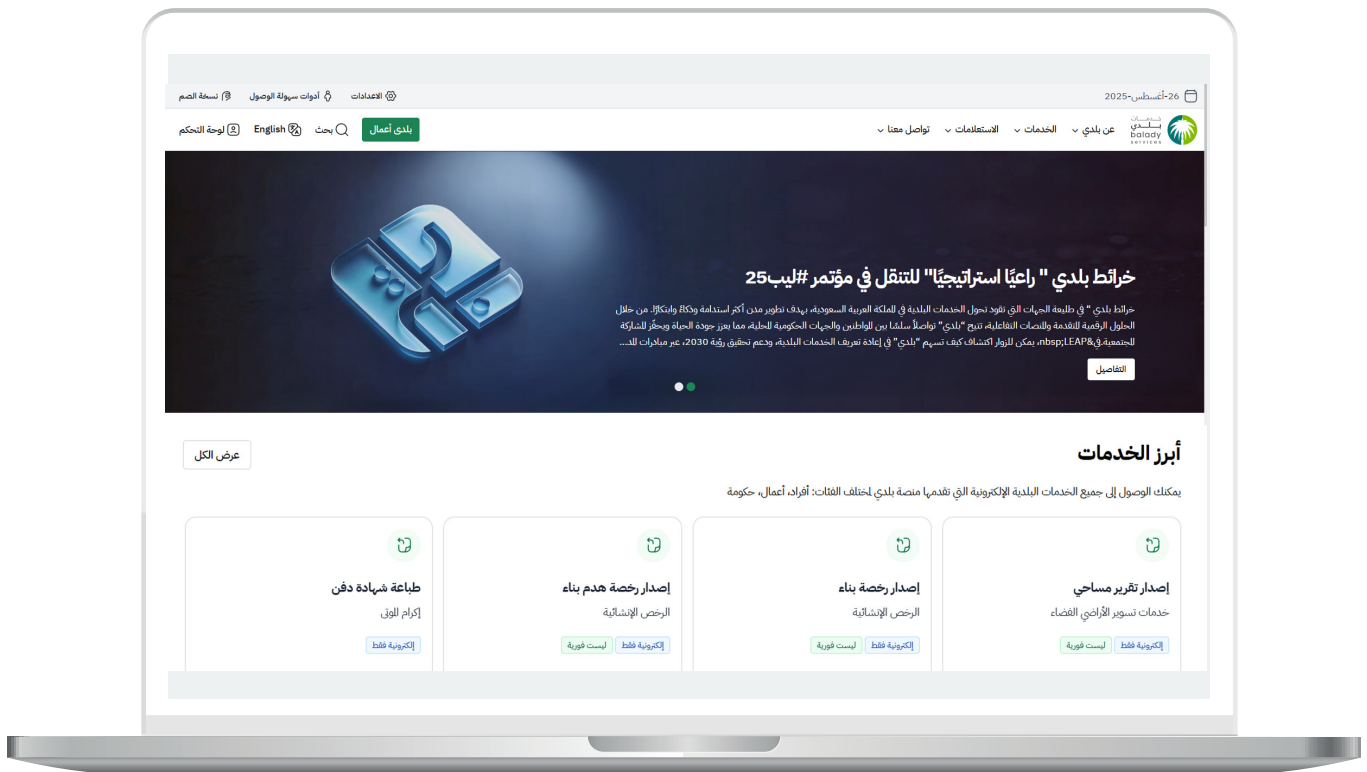 26-أغسطس-2025
الاعدادات
أدوات سهولة الوصول
نسخة الصم
خدمات
بلدي
balady
services
عن بلدي
الخدمات
الاستعلامات
تواصل معنا
بلدي أعمال
بحث
English
لوحة التحكم
خرائط بلدي " راعيًا استراتيجيًا" للتنقل في مؤتمر #ليب25
خرائط بلدي “ في طليعة الجهات التي تقود تحول الخدمات البلدية في المملكة العربية السعودية، بهدف تطوير مدن أكثر استدامة وذكاءً وابتكارًا. من خلال
الحلول الرقمية المتقدمة والمنصات التفاعلية، تتيح “بلدي” تواصلاً سلسًا بين المواطنين والجهات الحكومية المحلية، مما يعزز جودة الحياة ويحفّز المشاركة
المجتمعية.في&nbsp;LEAP، يمكن للزوار اكتشاف كيف تسهم “بلدي” في إعادة تعريف الخدمات البلدية، ودعم تحقيق رؤية 2030، عبر مبادرات للد....
التفاصيل
أبرز الخدمات
عرض الكل
يمكنك الوصول إلى جميع الخدمات البلدية الإلكترونية التي تقدمها منصة بلدي لمختلف الفئات: أفراد، أعمال، حكومة
إصدار تقرير مساحي
خدمات تسوير الأراضي الفضاء
إلكترونية فقط
ليست فورية
إصدار رخصة بناء
الرخص الإنشائية
إلكترونية فقط
ليست فورية
إصدار رخصة هدم بناء
الرخص الإنشائية
إلكترونية فقط
ليست فورية
طباعة شهادة دفن
إكرام الموتى
إلكترونية فقط